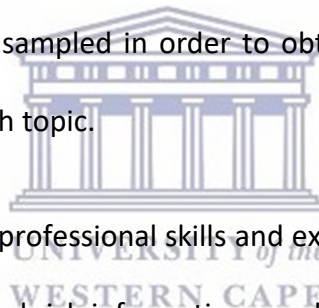 sampled in order to obt
h topic.
professional skills and ex
UNIVERSITY of the
WESTERN CAPE